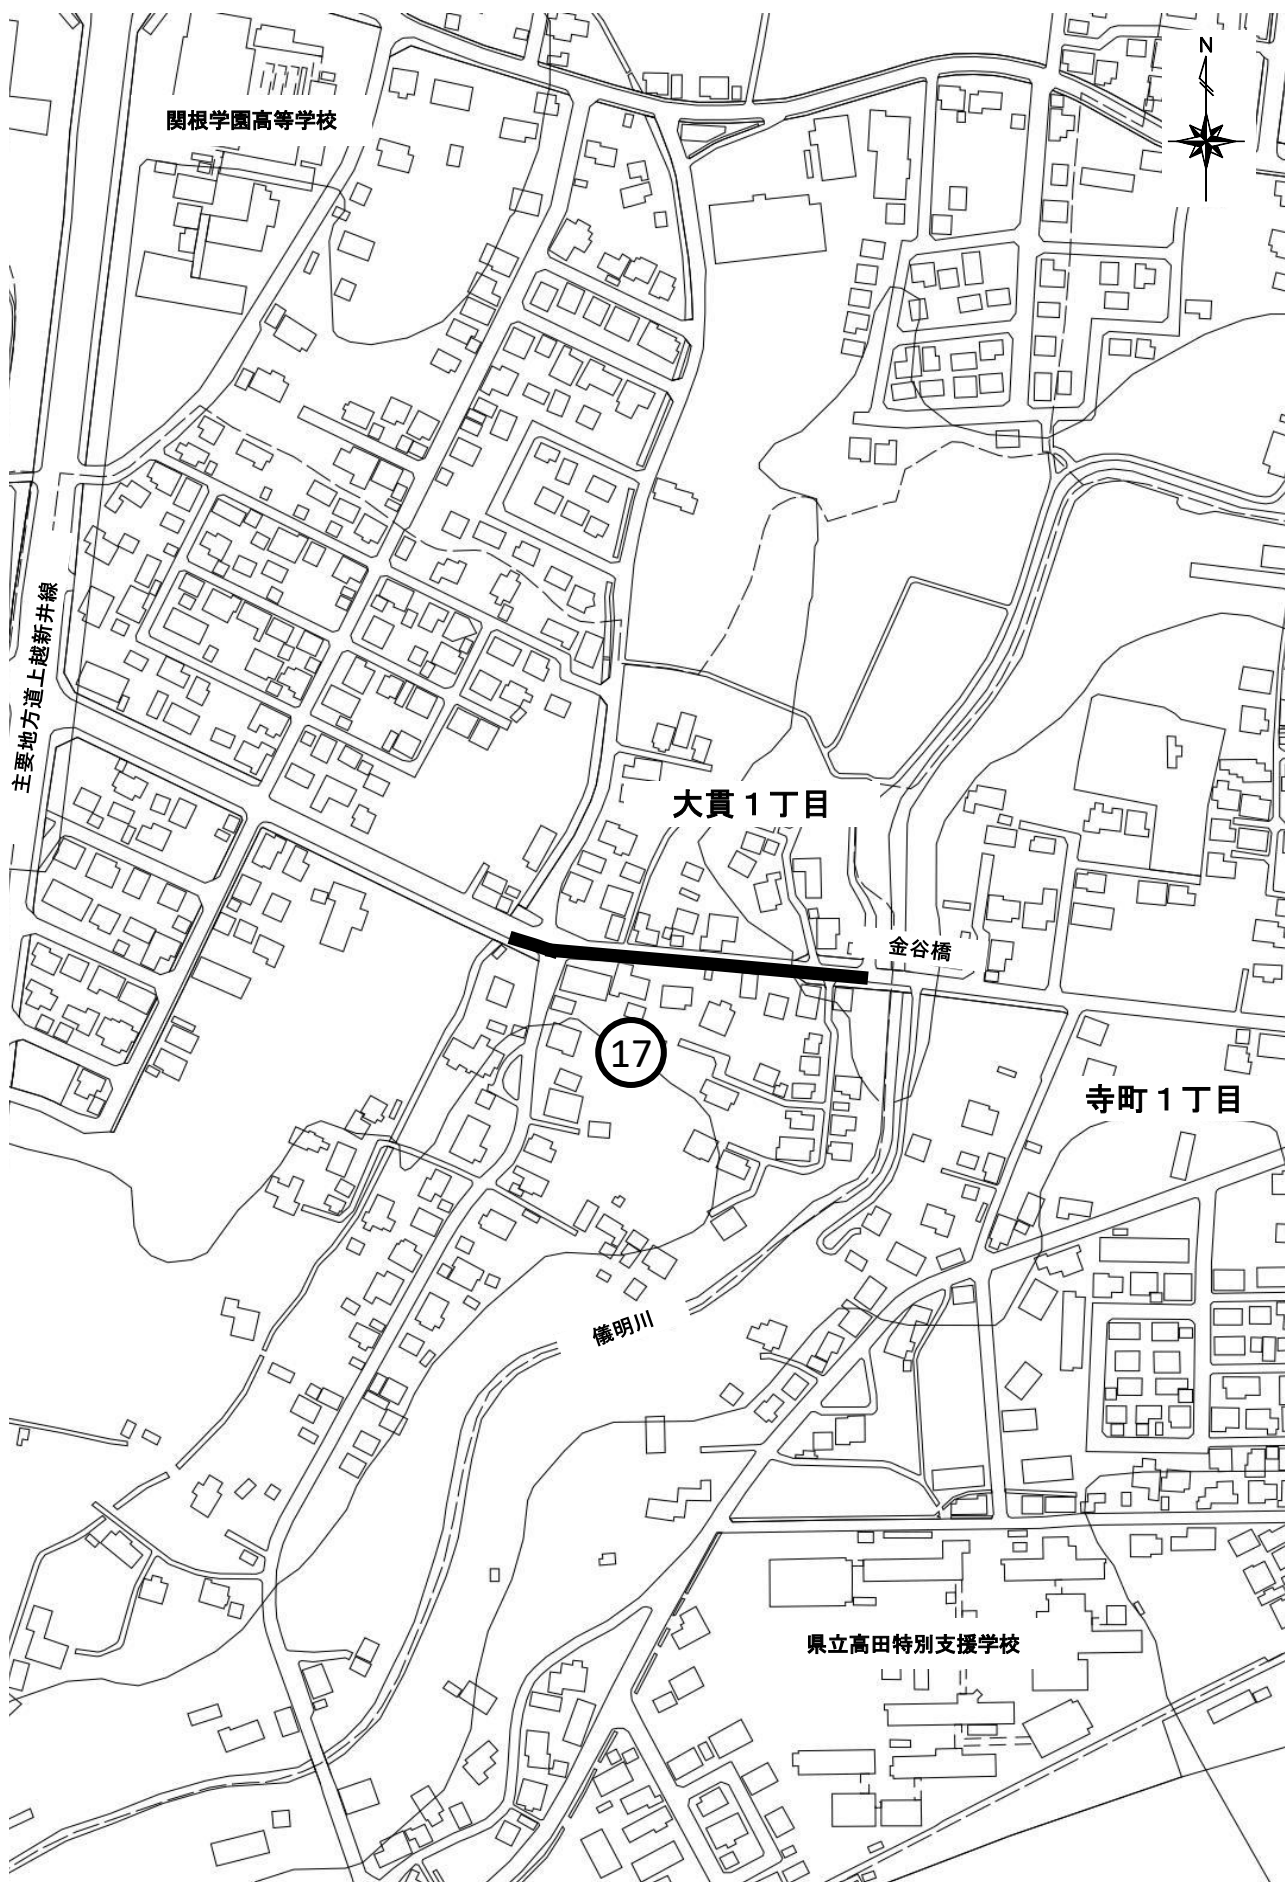 N
関根学園高等学校
主要地方道上越新井線
大貫１丁目
金谷橋
17
寺町１丁目
儀明川
県立高田特別支援学校